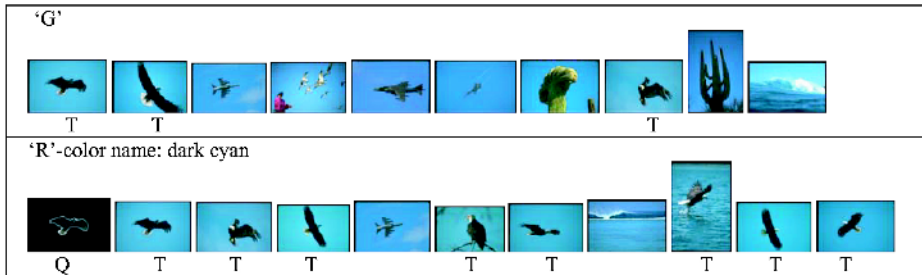 ‘G’
T T T
‘R’-color name: dark cyan
Q T T T T T T T T